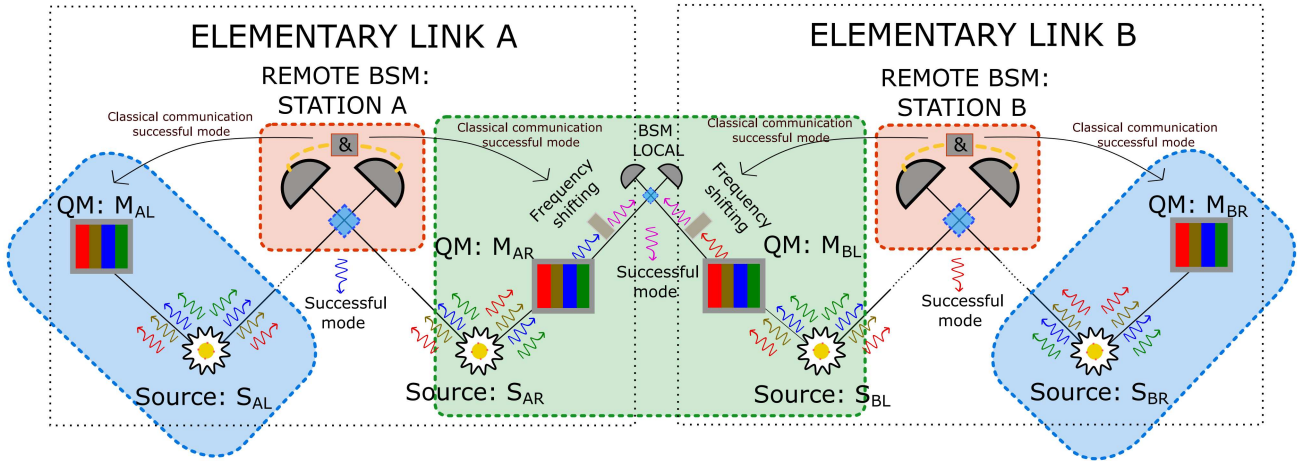 ELEMENTARY LINK A
ELEMENTARY LINK B
REMOTE BSM:
STATION A
REMOTE BSM:
STATION B
Classical communication
successful mode
&
Classical communication
successful mode
BSM
LOCAL
Classical communication
successful mode
&
Classical communication
successful mode
QM: MAL
Frequency
shifting
Frequency
shifting
QM: MBR
QM: MAR
QM: MBL
Successful
mode
Successful
mode
Successful
mode
Source: SAL
Source: SAR
Source: SBL
Source: SBR